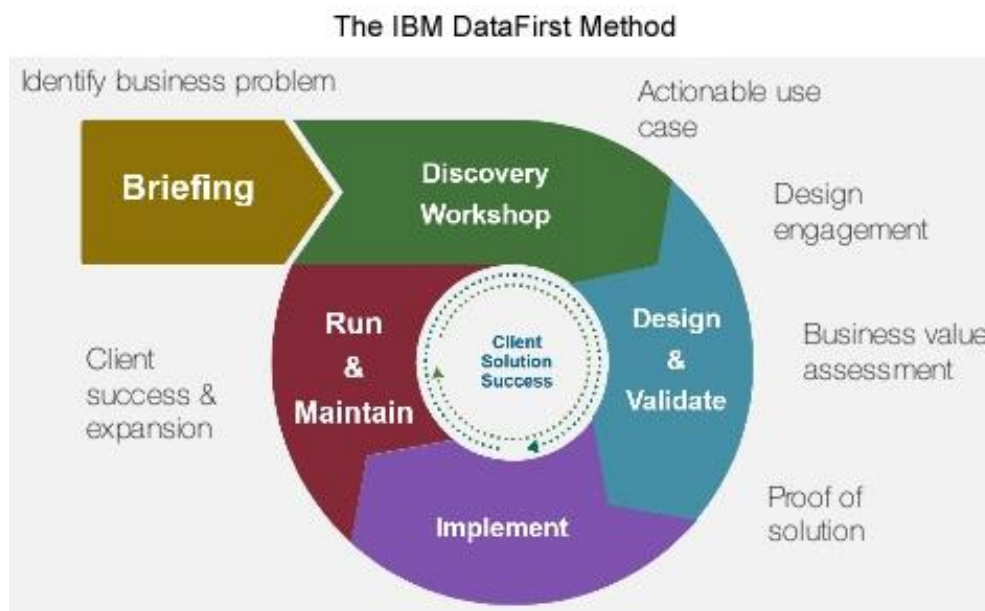 The IBM DataFirst Method
Identify business problem
Actionable use
case
Briefing
Discovery
Workshop
Design
engagement
Run
&
Maintain
Client
Solution
Success
Design
&
Validate
Business value
assessment
Client
success &
expansion
Implement
Proof of
solution